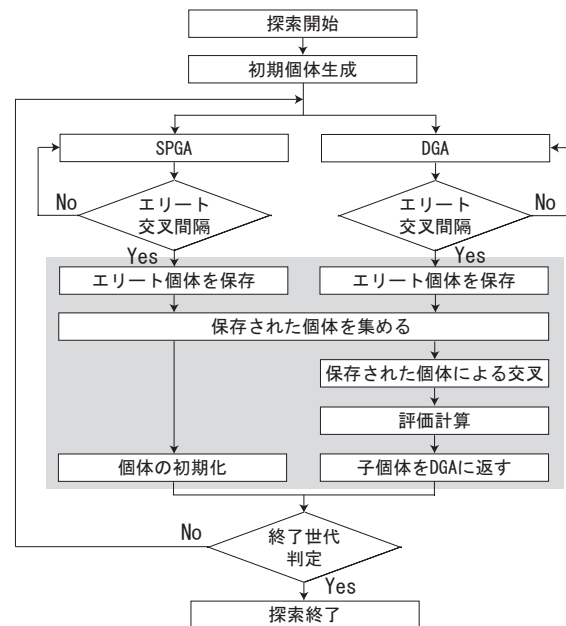 探索開始
初期個体生成
SPGA
DGA
No
エリート
交叉間隔
エリート
交叉間隔
No
Yes
Yes
エリート個体を保存
エリート個体を保存
保存された個体を集める
保存された個体による交叉
評価計算
個体の初期化
子個体をDGAに返す
No
終了世代
判定
Yes
探索終了